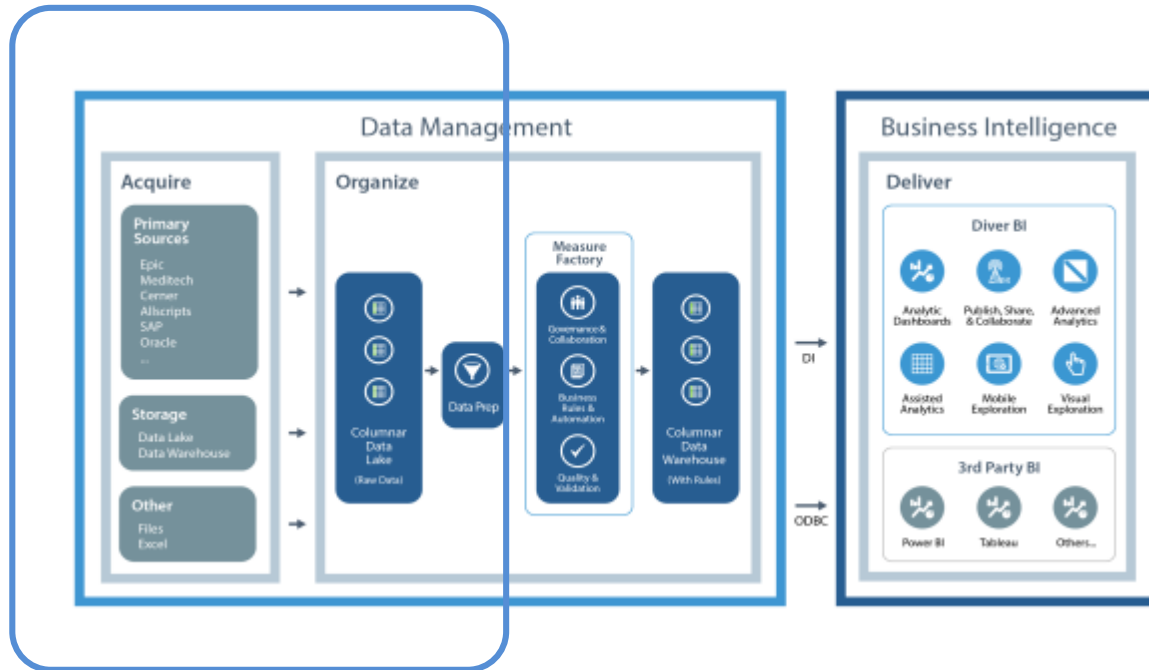 Data Management
Acquire
Primary
Sources
Epic
Meditech
Cerner
Allscripts
SAP
Oracle
...
Storage
Data Lake
Data Warehouse
Other
Files
Excel
Organize
Columnar
Data
Lake
(Raw Data)
Data Prep
Measure
Factory
Governance &
Collaboration
Business
Rules &
Automation
Quality &
Validation
Columnar
Data
Warehouse
(With Rules)
DI
ODBC
Business Intelligence
Deliver
Diver BI
Analytic
Dashboards
Publish, Share,
& Collaborate
Advanced
Analytics
Assisted
Analytics
Mobile
Exploration
Visual
Exploration
3rd Party BI
Power BI
Tableau
Others...